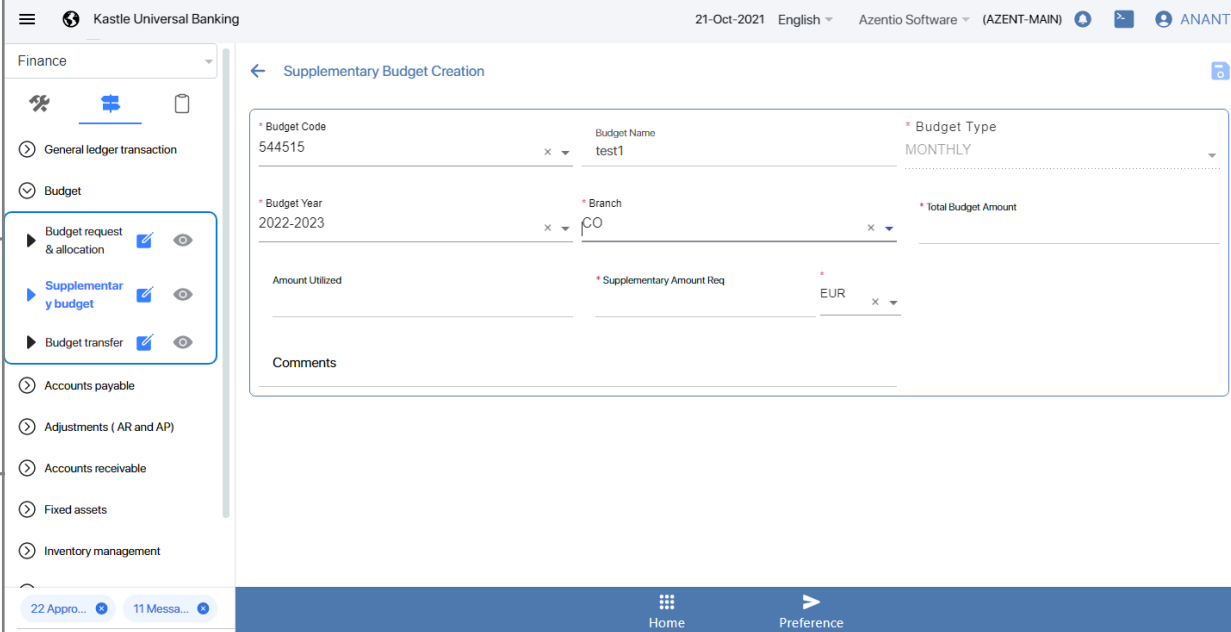 Kastle Universal Banking
21-Oct-2021 English Azentio Software (AZENT-MAIN) ANANT
Finance
General ledger transaction
Budget
Budget request
& allocation
Supplementar
y budget
Budget transfer
Accounts payable
Adjustments ( AR and AP)
Accounts receivable
Fixed assets
Inventory management
22 Appro... 11 Messa...
Supplementary Budget Creation
* Budget Code
544515
Budget Name
test1
* Budget Type
MONTHLY
* Budget Year
2022-2023
* Branch
CO
* Total Budget Amount
Amount Utilized
* Supplementary Amount Req
*
EUR
Comments
Home
Preference